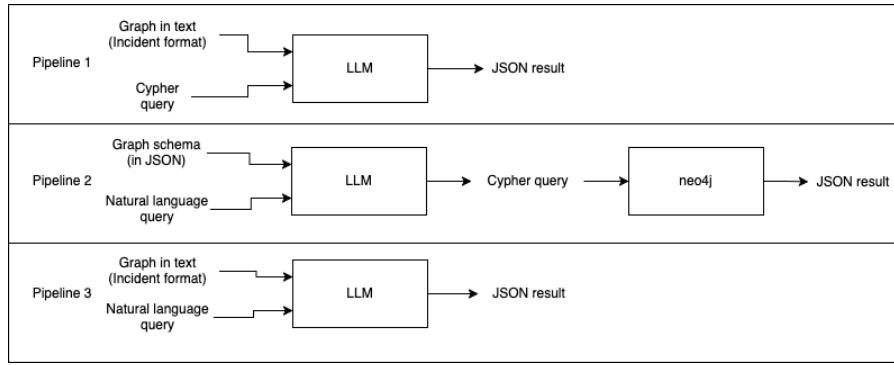 Graph in text
(Incident format)
Pipeline 1
LLM
JSON result
Cypher
query
Graph schema
(in JSON)
Pipeline 2
LLM
Cypher query
neo4j
JSON result
Natural language
query
Graph in text
(Incident format)
Pipeline 3
LLM
JSON result
Natural language
query